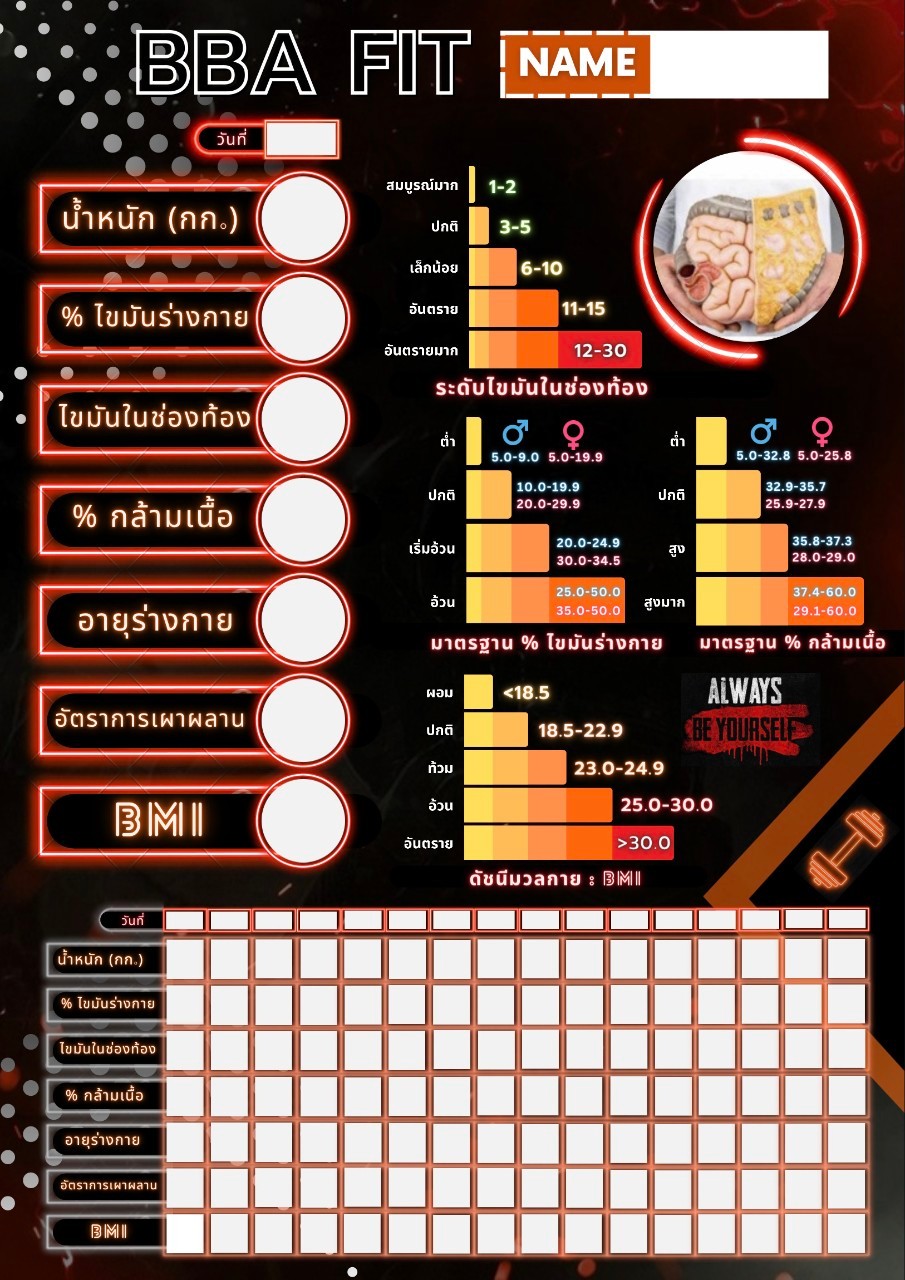 BBA FIT NAME
วันที่
น้ำหนัก (กก.)
% ไขมันร่างกาย
ไขมันในช่องท้อง
% กล้ามเนื้อ
อายุร่างกาย
อัตราการเผาผลาน
BMI
สมบูรณ์มาก 1-2
ปกติ 3-5
เล็กน้อย 6-10
อันตราย 11-15
อันตรายมาก 12-30
ระดับไขมันในช่องท้อง
ต่ำ ♂ ♀
5.0-9.0 5.0-19.9
ปกติ 10.0-19.9
20.0-29.9
เริ่มอ้วน 20.0-24.9
30.0-34.5
อ้วน 25.0-50.0
35.0-50.0
มาตรฐาน % ไขมันร่างกาย
ต่ำ ♂ ♀
5.0-32.8 5.0-25.8
ปกติ 32.9-35.7
25.9-27.9
สูง 35.8-37.3
28.0-29.0
สูงมาก 37.4-60.0
29.1-60.0
มาตรฐาน % กล้ามเนื้อ
ผอม <18.5
ปกติ 18.5-22.9
ท้วม 23.0-24.9
อ้วน 25.0-30.0
อันตราย >30.0
ดัชนีมวลกาย : BMI
ALWAYS
BE YOURSELF
วันที่
น้ำหนัก (กก.)
% ไขมันร่างกาย
ไขมันในช่องท้อง
% กล้ามเนื้อ
อายุร่างกาย
อัตราการเผาผลาน
BMI